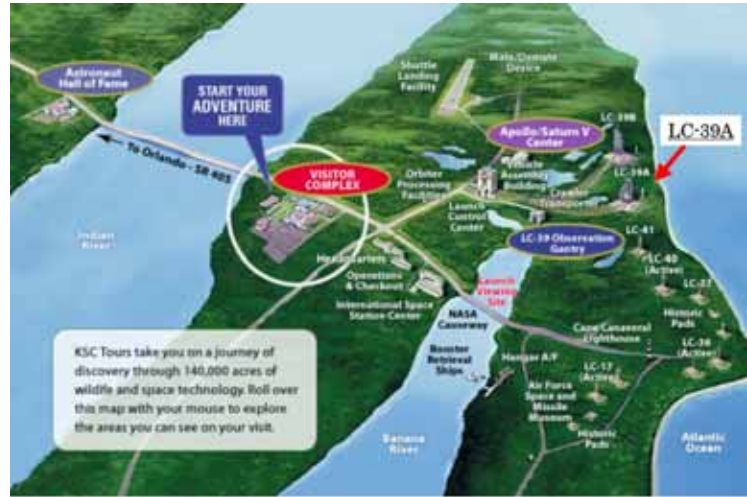 Astronaut
Hall of Fame
START YOUR
ADVENTURE
HERE
To Orlando - SR 405
VISITOR
COMPLEX
Indian
River
Shuttle
Landing
Facility
Mate/Demate
Device
Apollo/Saturn V
Center
LC-39B
LC-39A
LC-39A
Vehicle
Assembly
Building
Orbiter
Processing
Facilities
Crawler
Transporter
Launch
Control
Center
LC-39 Observation
Gantry
LC-41
LC-40
(Active)
LC-37
Headquarters
Operations
& Checkout
International Space
Station Center
Launch
Viewing
Site
NASA
Causeway
Historic
Pads
Cape Canaveral
Lighthouse
LC-36
(Active)
Booster
Retrieval
Ships
Hangar A/F
LC-17
(Active)
Air Force
Space and
Missile
Museum
Historic
Pads
KSC Tours take you on a journey of
discovery through 140,000 acres of
wildlife and space technology. Roll over
this map with your mouse to explore
the areas you can see on your visit.
Banana
River
Atlantic
Ocean